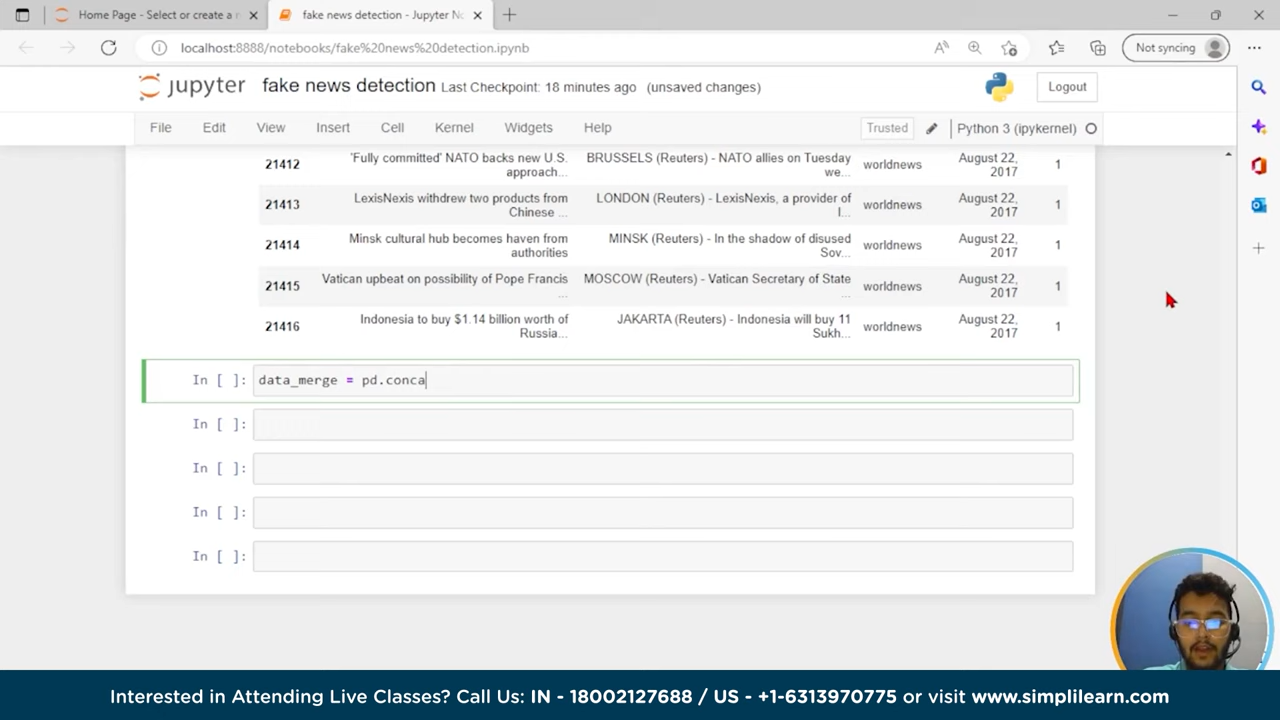 Home Page - Select or create a n
fake news detection - Jupyter No
localhost:8888/notebooks/fake%20news%20detection.ipynb
Not syncing
jupyter fake news detection Last Checkpoint: 18 minutes ago (unsaved changes)
Logout
File Edit View Insert Cell Kernel Widgets Help
Trusted
Python 3 (ipykernel)
21412 'Fully committed' NATO backs new U.S. approach... BRUSSELS (Reuters) - NATO allies on Tuesday we... worldnews August 22, 2017 1
21413 LexisNexis withdrew two products from Chinese ... LONDON (Reuters) - LexisNexis, a provider of l... worldnews August 22, 2017 1
21414 Minsk cultural hub becomes haven from authorities MINSK (Reuters) - In the shadow of disused Sov... worldnews August 22, 2017 1
21415 Vatican upbeat on possibility of Pope Francis ... MOSCOW (Reuters) - Vatican Secretary of State ... worldnews August 22, 2017 1
21416 Indonesia to buy $1.14 billion worth of Russia... JAKARTA (Reuters) - Indonesia will buy 11 Sukh... worldnews August 22, 2017 1
In [ ]: data_merge = pd.conca
In [ ]:
In [ ]:
In [ ]:
In [ ]:
Interested in Attending Live Classes? Call Us: IN - 18002127688 / US - +1-6313970775 or visit www.simplilearn.com